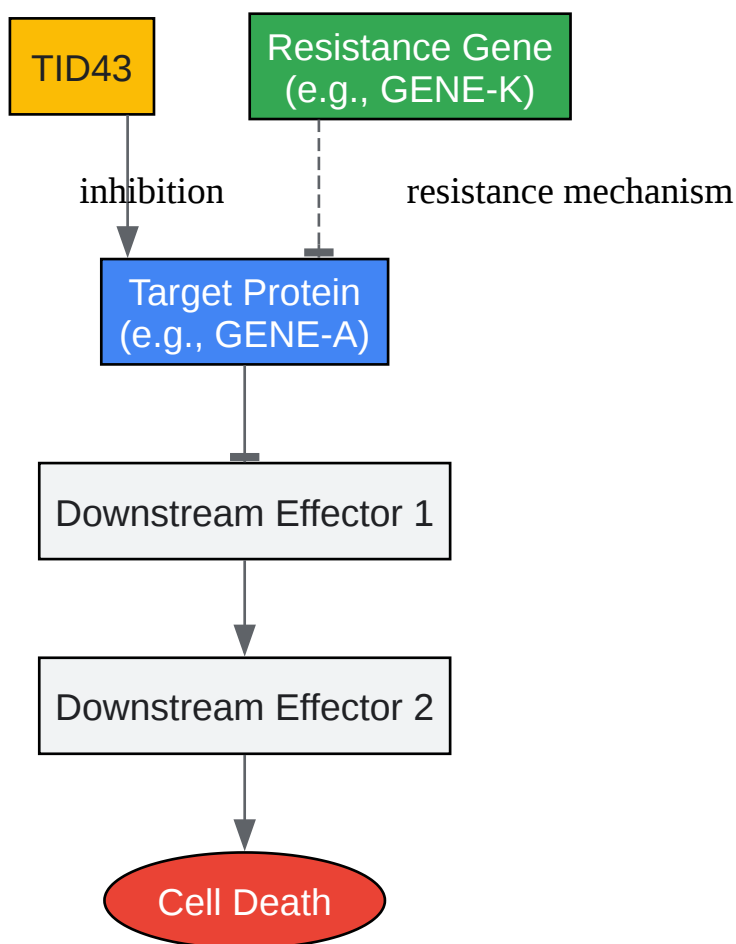 TID43
Resistance Gene
(e.g., GENE-K)
inhibition
resistance mechanism
Target Protein
(e.g., GENE-A)
Downstream Effector 1
Downstream Effector 2
Cell Death